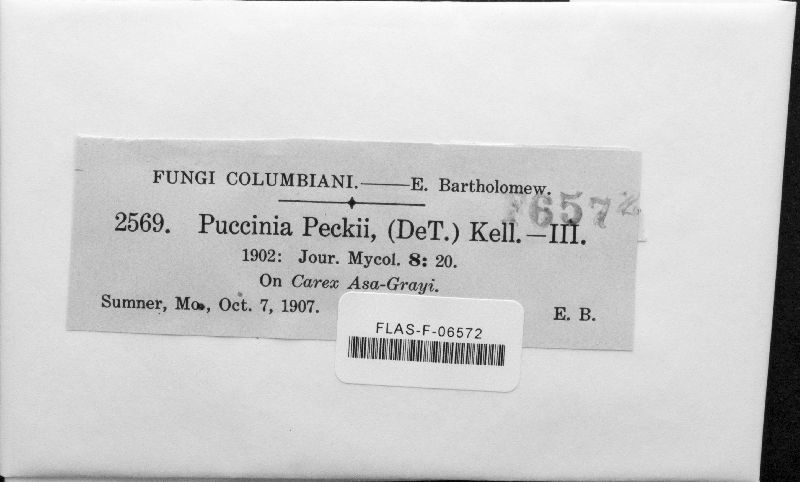 FUNGI COLUMBIANI.——E. Bartholomew.
F6572
2569. Puccinia Peckii, (DeT.) Kell.—III.
1902: Jour. Mycol. 8: 20.
On Carex Asa-Grayi.
Sumner, Mo., Oct. 7, 1907. E. B.
FLAS-F-06572